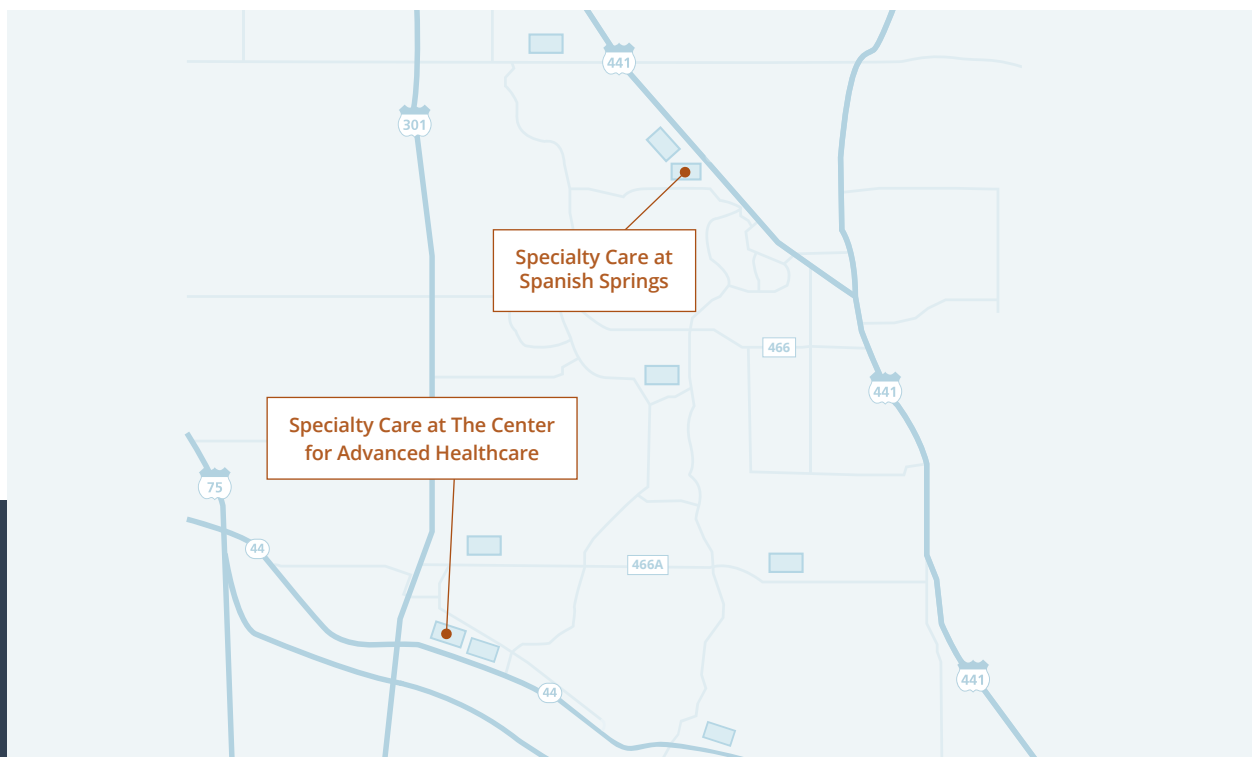 441
301
Specialty Care at
Spanish Springs
466
441
Specialty Care at The Center
for Advanced Healthcare
75
44
466A
441
44